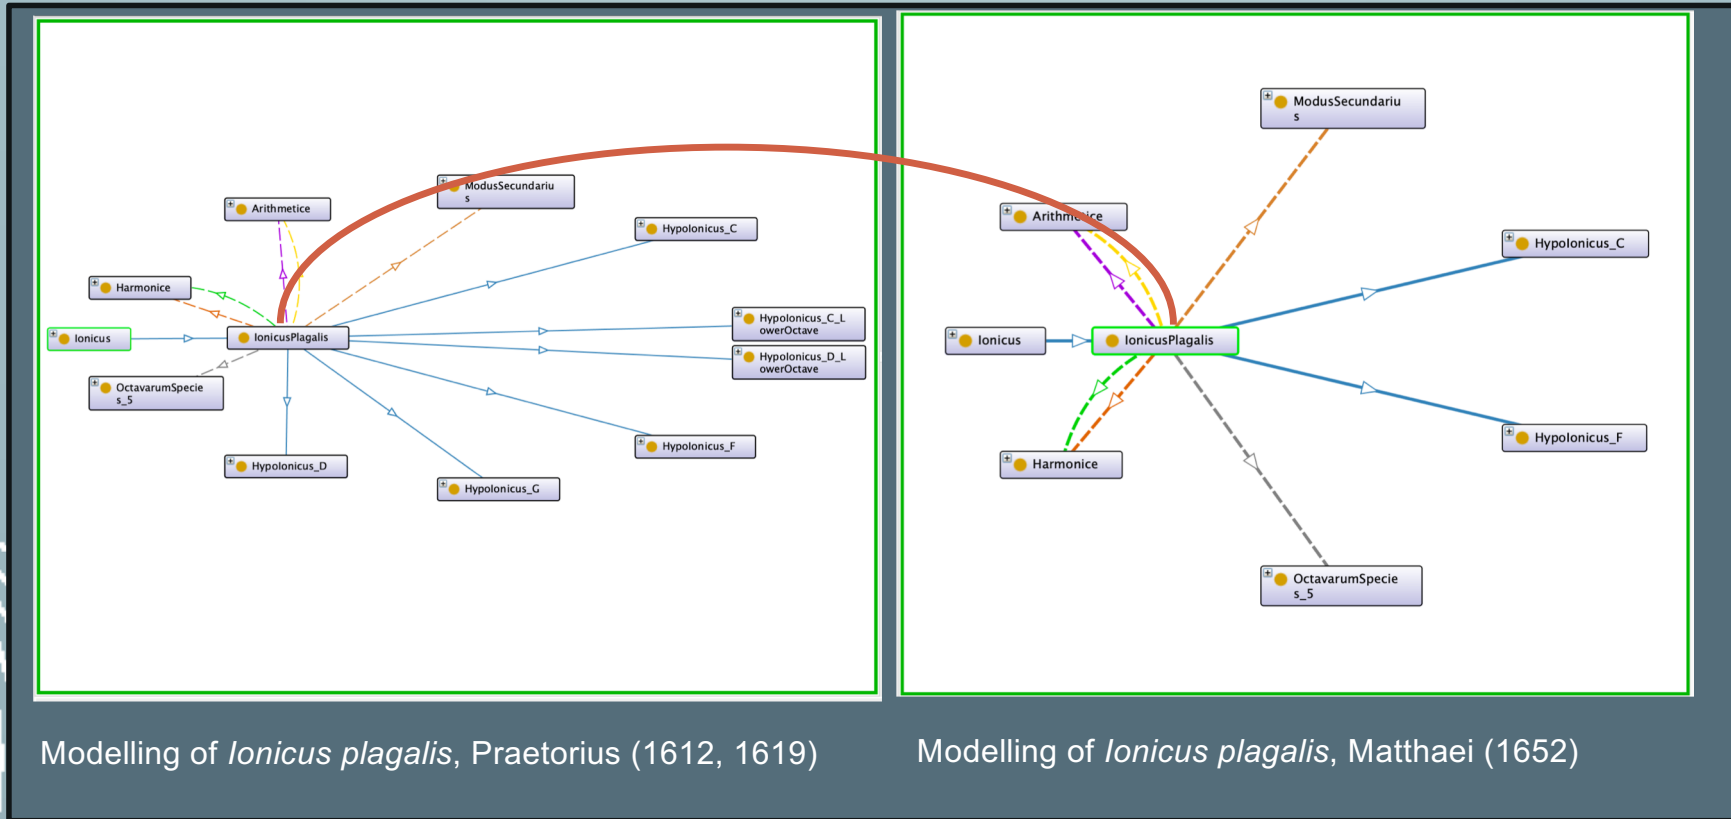 ModusSecundariu
s
Arithmetice
Hypoionicus_C
Harmonice
Hypoionicus_C_L
owerOctave
Ionicus
IonicusPlagalis
Hypoionicus_D_L
owerOctave
OctavarumSpecie
s_5
Hypoionicus_F
Hypoionicus_D
Hypoionicus_G
Modelling of Ionicus plagalis, Praetorius (1612, 1619)
ModusSecundariu
s
Arithmetice
Hypoionicus_C
Ionicus
IonicusPlagalis
Hypoionicus_F
Harmonice
OctavarumSpecie
s_5
Modelling of Ionicus plagalis, Matthaei (1652)